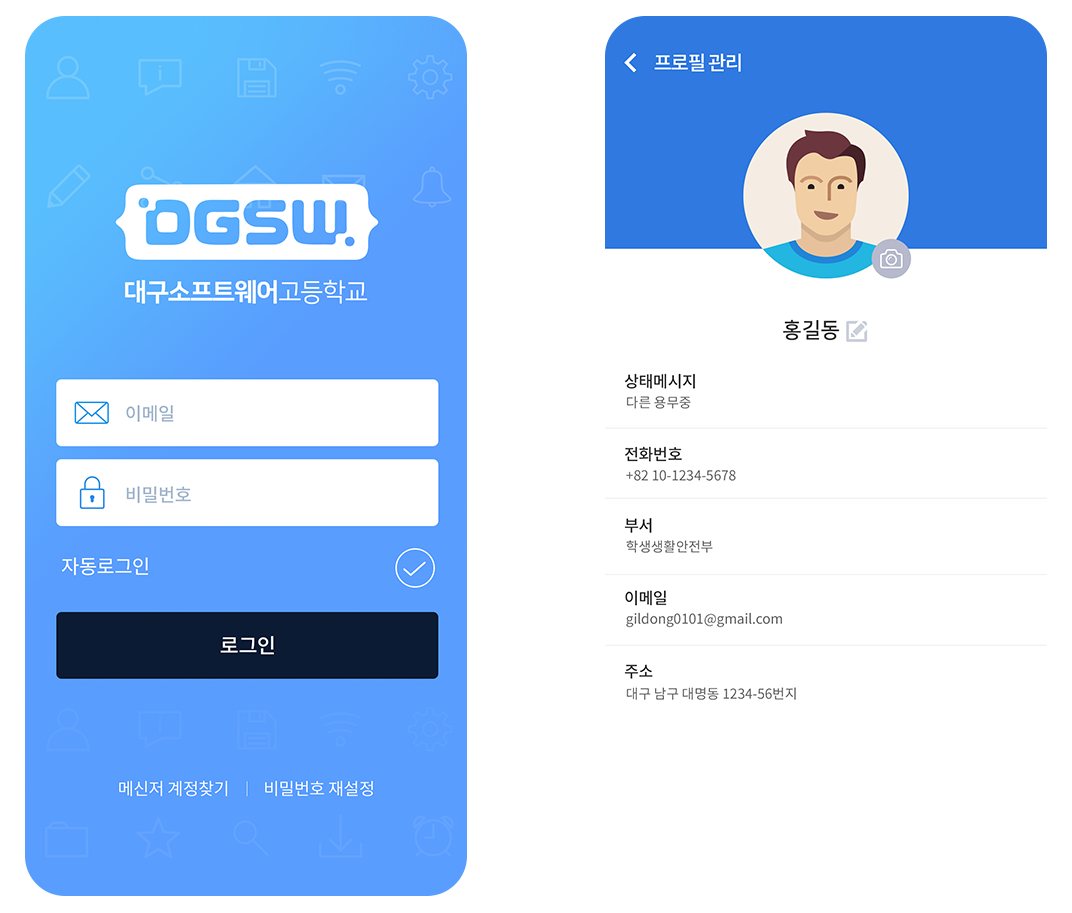 DGSW
대구소프트웨어고등학교
이메일
비밀번호
자동로그인
로그인
메신저 계정찾기 | 비밀번호 재설정
프로필 관리
홍길동
상태메시지
다른 용무중
전화번호
+82 10-1234-5678
부서
학생생활안전부
이메일
gildong0101@gmail.com
주소
대구 남구 대명동 1234-56번지